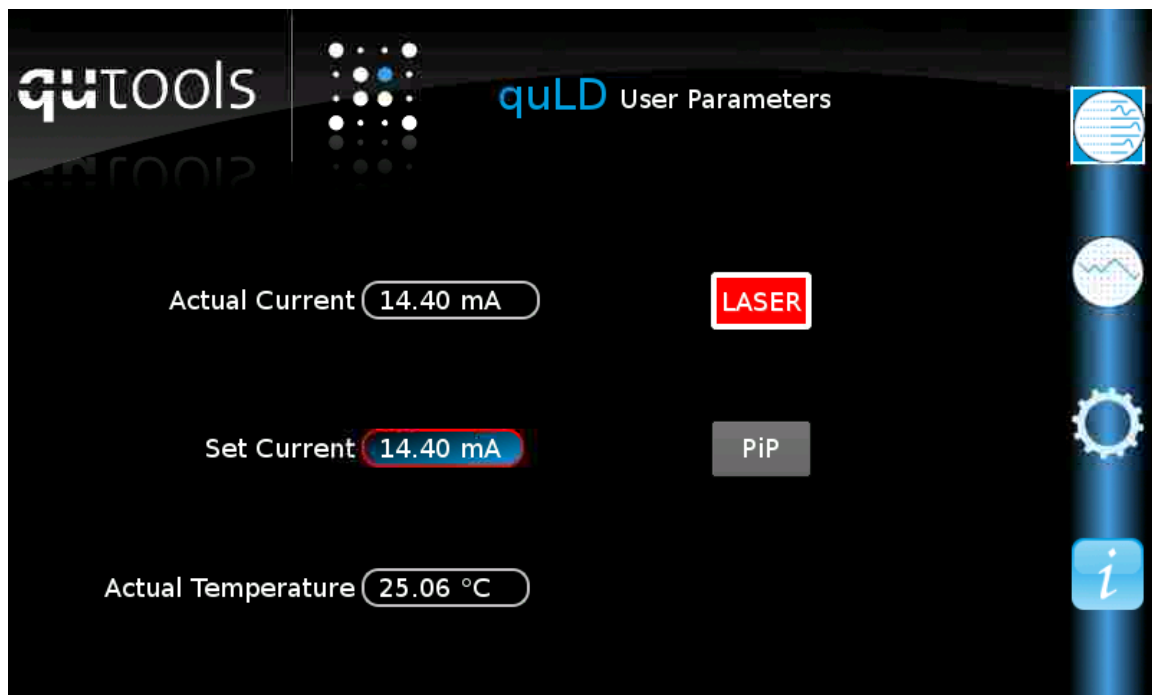 qutools
quLD User Parameters
Actual Current 14.40 mA
LASER
Set Current 14.40 mA
PiP
Actual Temperature 25.06 °C
i